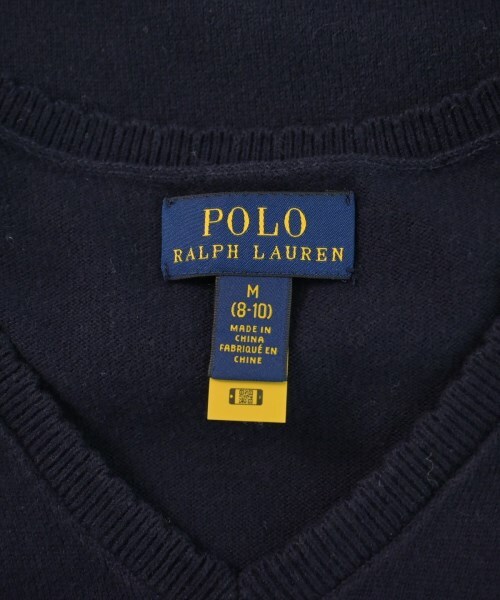 POLO
RALPH LAUREN
M
(8-10)
MADE IN
CHINA
FABRIQUÉ EN
CHINE